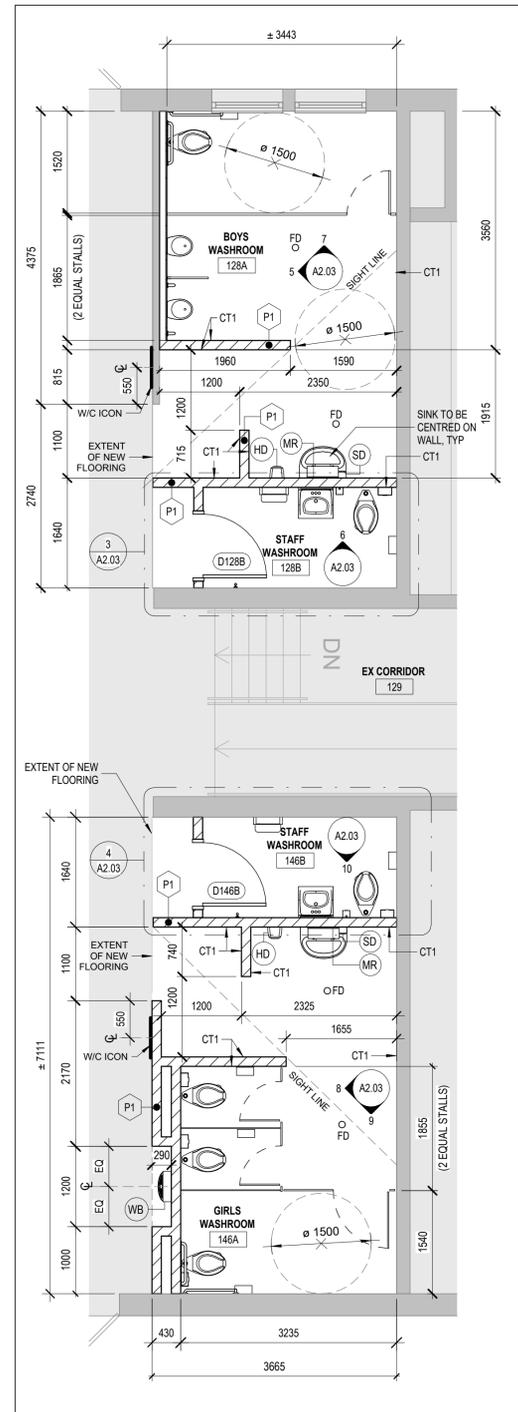 ± 3443
1520
4375
1865
(2 EQUAL STALLS)
3560
ø 1500
BOYS
WASHROOM
128A
FD
7
5
A2.03
SIGHT LINE
CT1
CT1
P1
ø 1500
815
℄
550
W/C ICON
1960
1590
1200
2350
1200
715
1915
P1
FD
SINK TO BE
CENTRED ON
WALL, TYP
EXTENT
OF NEW
FLOORING
1100
2740
1640
CT1
HD
MR
SD
CT1
P1
3
A2.03
D128B
STAFF
WASHROOM
128B
6
A2.03
DN
EX CORRIDOR
129
EXTENT OF NEW
FLOORING
4
A2.03
1640
STAFF
WASHROOM
146B
A2.03
10
D146B
P1
EXTENT
OF NEW
FLOORING
1100
740
CT1
CT1
HD
SD
MR
CT1
FD
± 7111
550
℄
W/C ICON
1200
1200
2325
1655
CT1
CT1
2170
P1
SIGHT LINE
8
A2.03
9
FD
1855
(2 EQUAL STALLS)
290
1200
EQ
EQ
℄
WB
GIRLS
WASHROOM
146A
ø 1500
1540
1000
430
3235
3665